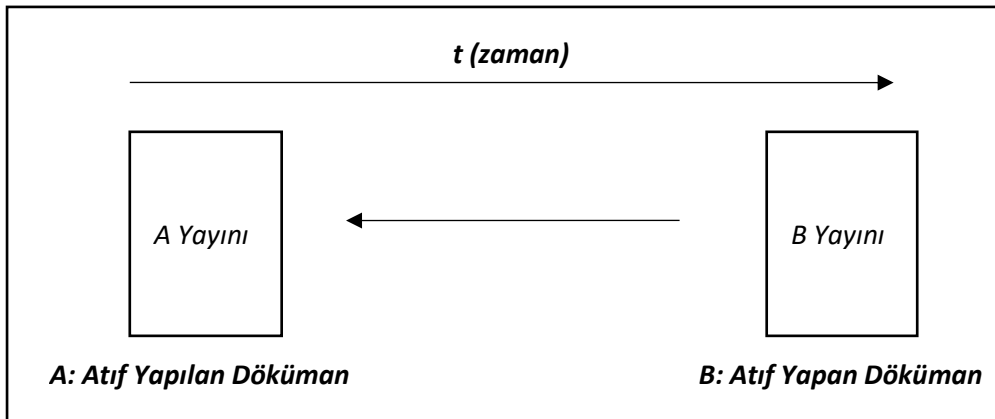 t (zaman)
A Yayını
B Yayını
A: Atıf Yapılan Döküman
B: Atıf Yapan Döküman